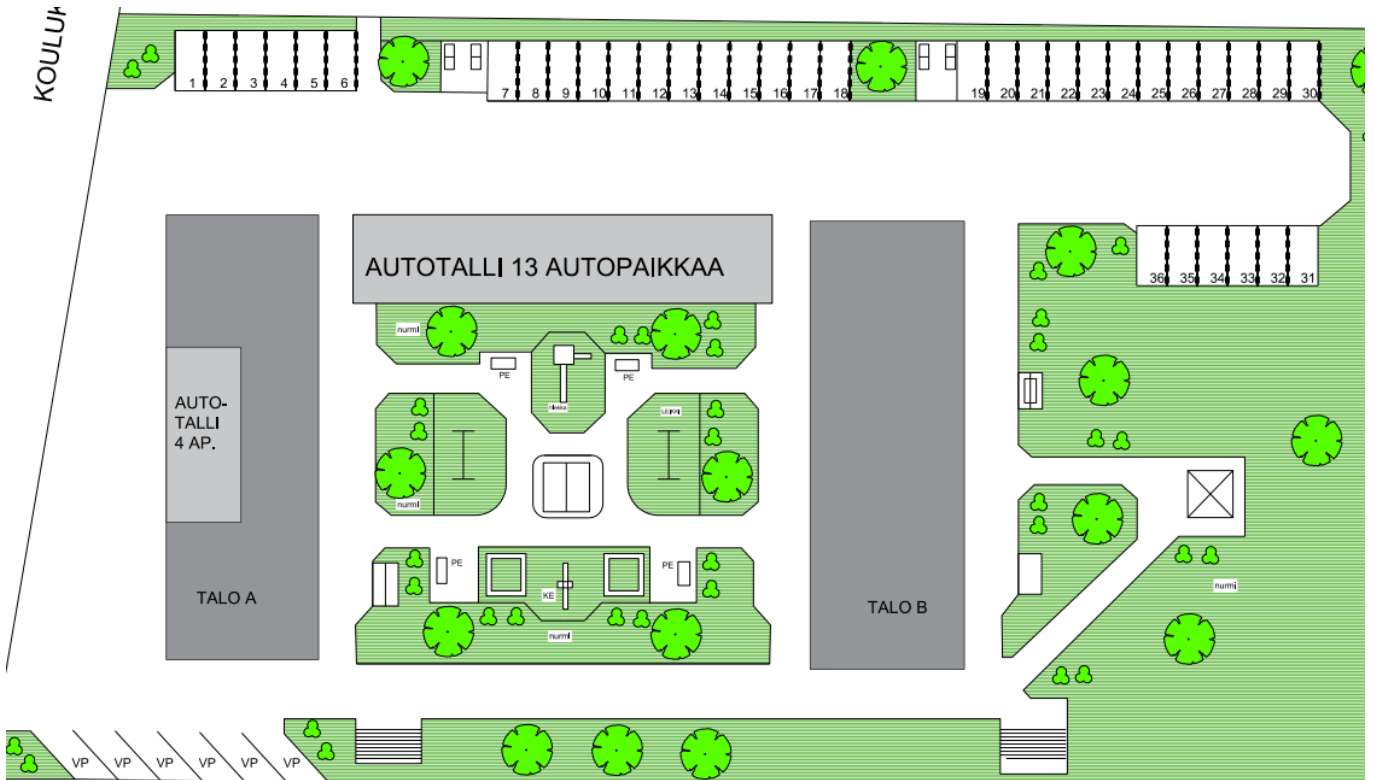 KOULUK
1 2 3 4 5 6
7 8 9 10 11 12 13 14 15 16 17 18
19 20 21 22 23 24 25 26 27 28 29 30
36 35 34 33 32 31
AUTOTALLI 13 AUTOPAIKKAA
nurmi
PE
PE
AUTO-
TALLI
4 AP.
nurmi
PE
PE
KE
TALO A
TALO B
nurmi
nurmi
VP VP VP VP VP VP